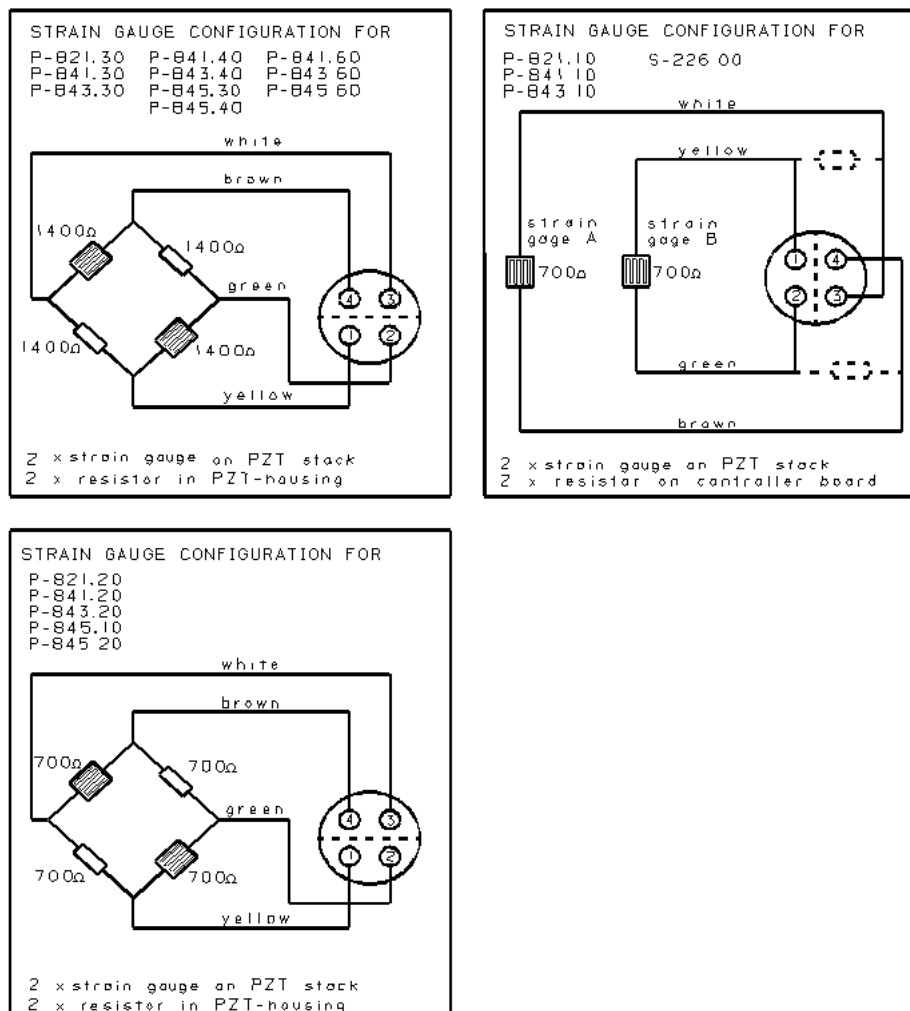 STRAIN GAUGE CONFIGURATION FOR
P-821.30 P-841.40 P-841.60
P-841.30 P-843.40 P-843 60
P-843.30 P-845.30 P-845 60
P-845.40
white
brown
1400Ω
1400Ω
green
4 3
1 2
1400Ω
1400Ω
yellow
2 x strain gauge on PZT stack
2 x resistor in PZT-housing
STRAIN GAUGE CONFIGURATION FOR
P-821.10 S-226 00
P-841 10
P-843 10
white
yellow
strain gage A
strain gage B
700Ω
700Ω
1 4
2 3
green
brown
2 x strain gauge on PZT stack
2 x resistor on controller board
STRAIN GAUGE CONFIGURATION FOR
P-821.20
P-841.20
P-843.20
P-845.10
P-845 20
white
brown
700Ω
700Ω
green
4 3
1 2
700Ω
700Ω
yellow
2 x strain gauge on PZT stack
2 x resistor in PZT-housing